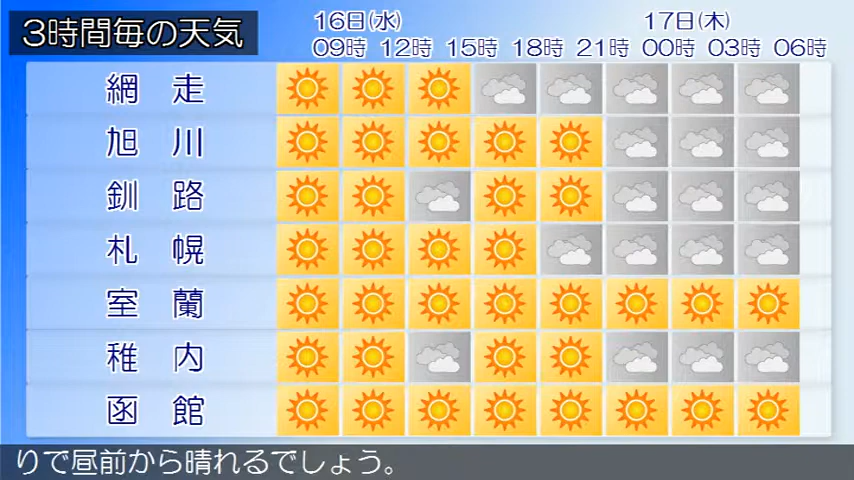 3時間毎の天気
16日(水) 17日(木)
09時 12時 15時 18時 21時 00時 03時 06時
網走
旭川
釧路
札幌
室蘭
稚内
函館
りで昼前から晴れるでしょう。